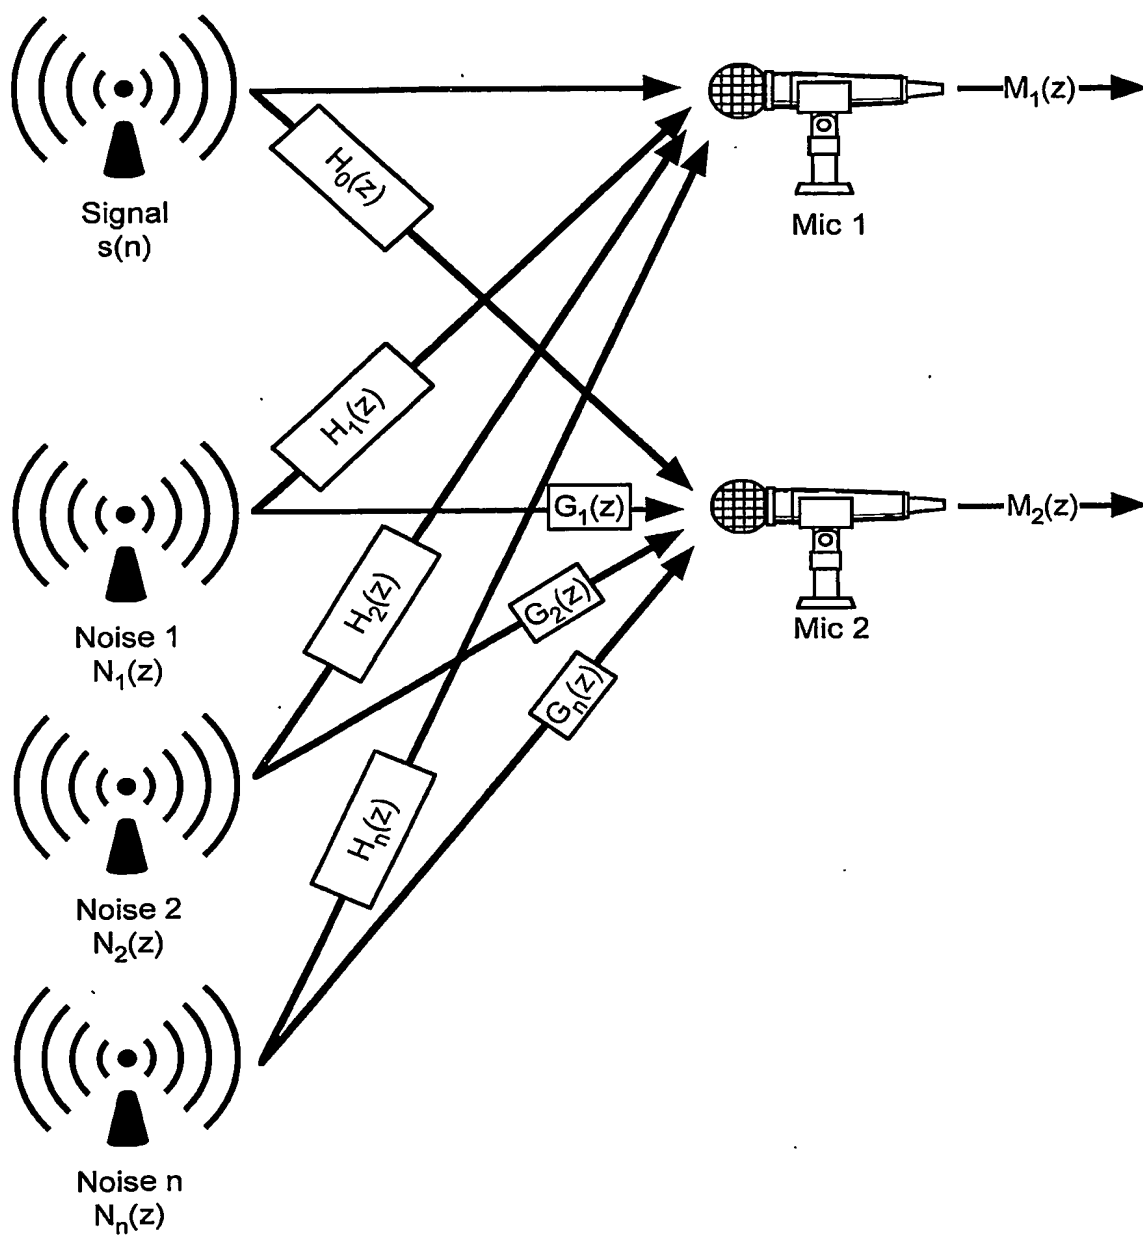 M₁(z)
H₀(z)
Signal
s(n)
Mic 1
H₁(z)
G₁(z)
M₂(z)
H₂(z)
G₂(z)
Mic 2
Noise 1
N₁(z)
Gₙ(z)
Hₙ(z)
Noise 2
N₂(z)
Noise n
Nₙ(z)